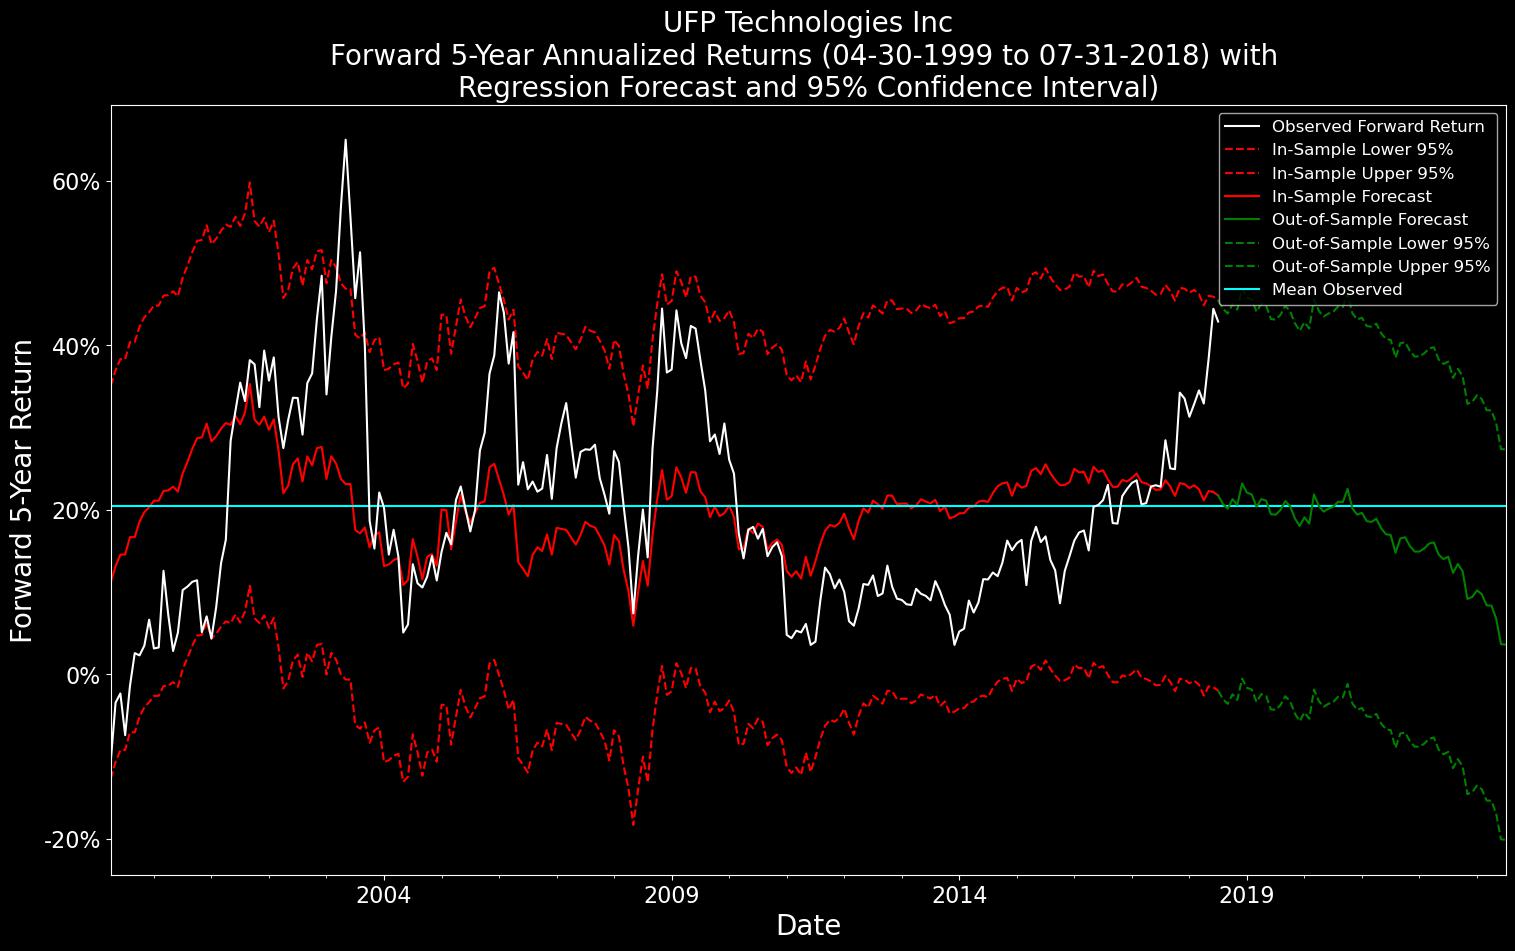 UFP Technologies Inc
Forward 5-Year Annualized Returns (04-30-1999 to 07-31-2018) with
Regression Forecast and 95% Confidence Interval)
Observed Forward Return
In-Sample Lower 95%
In-Sample Upper 95%
In-Sample Forecast
Out-of-Sample Forecast
Out-of-Sample Lower 95%
Out-of-Sample Upper 95%
Mean Observed
Forward 5-Year Return
60%
40%
20%
0%
-20%
2004
2009
2014
2019
Date